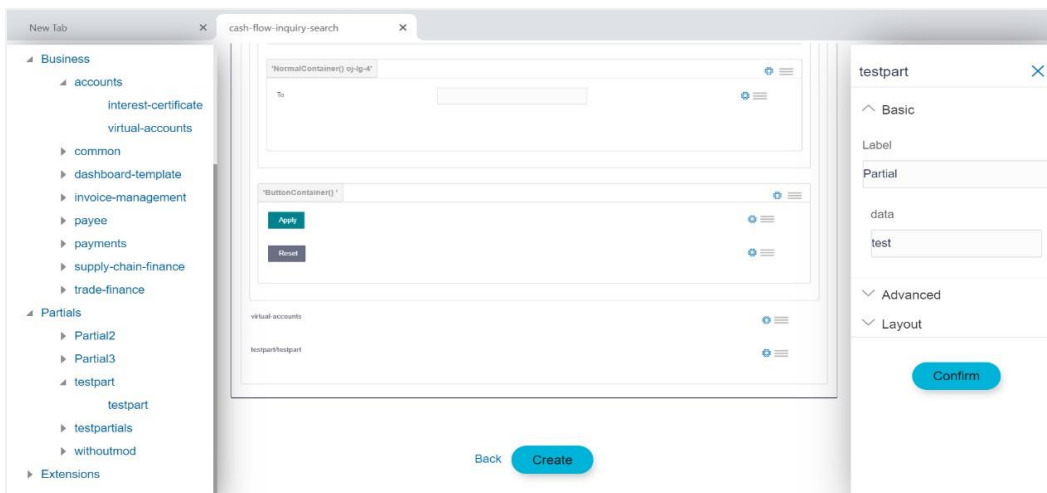 New Tab
cash-flow-inquiry-search
Business
accounts
interest-certificate
virtual-accounts
common
dashboard-template
invoice-management
payee
payments
supply-chain-finance
trade-finance
Partials
Partial2
Partial3
testpart
testpart
testpartials
withoutmod
Extensions
'NormalContainer() oj-lg-4'
To
'ButtonContainer() '
Apply
Reset
virtual-accounts
testpart/testpart
Back
Create
testpart
Basic
Label
Partial
data
test
Advanced
Layout
Confirm